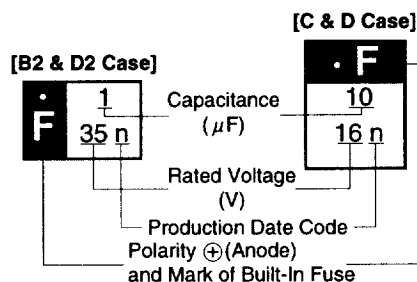 [C & D Case]
· F
[B2 & D2 Case]
· F
1
35 n
10
16 n
Capacitance
(μF)
Rated Voltage
(V)
Production Date Code
Polarity ⊕ (Anode)
and Mark of Built-In Fuse